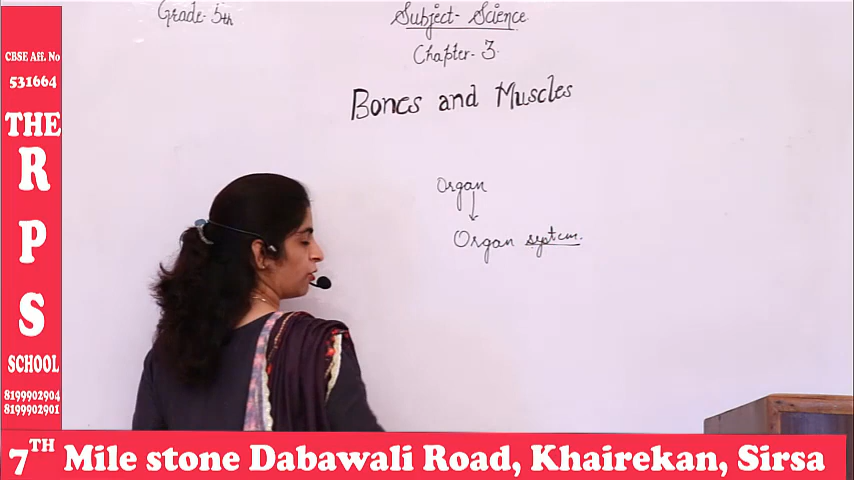 Grade-5th
Subject- Science
Chapter-3
Bones and Muscles
Organ
Organ system.
CBSE Aff. No
531664
THE
R
P
S
SCHOOL
8199902904
8199902901
7TH Mile stone Dabawali Road, Khairekan, Sirsa